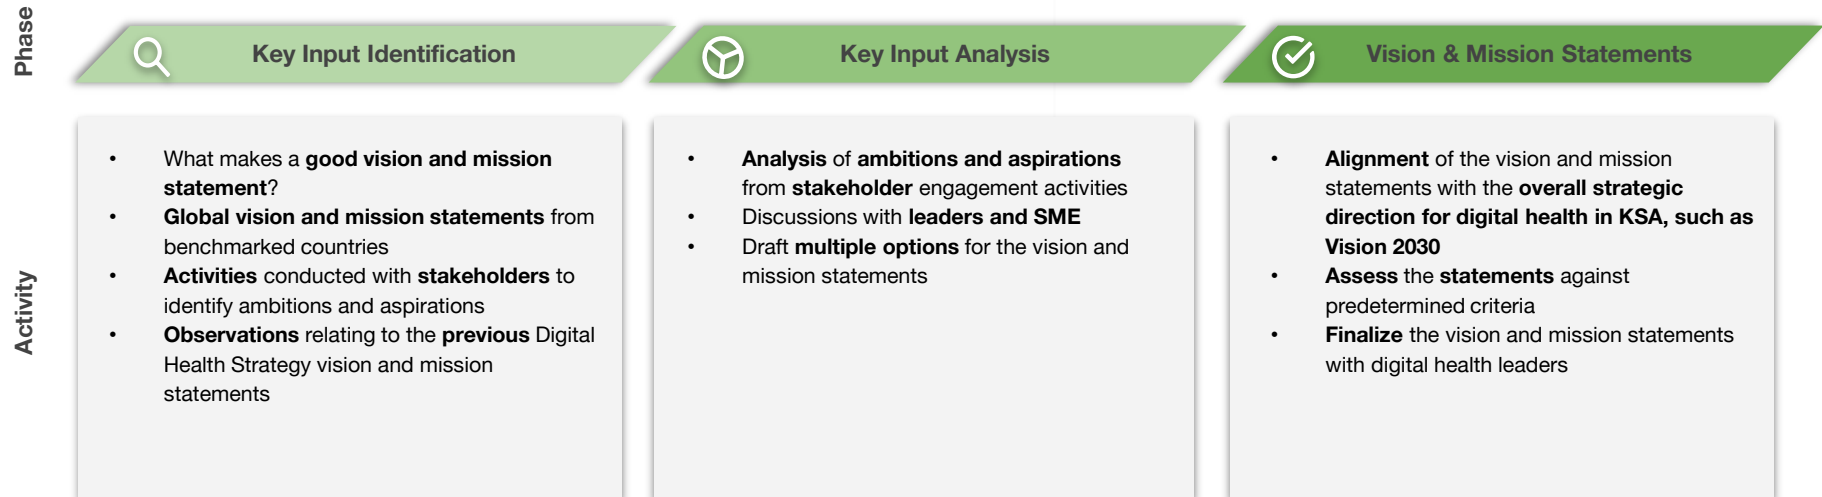 Phase
Key Input Identification
Key Input Analysis
Vision & Mission Statements
Activity
• What makes a good vision and mission
statement?
• Global vision and mission statements from
benchmarked countries
• Activities conducted with stakeholders to
identify ambitions and aspirations
• Observations relating to the previous Digital
Health Strategy vision and mission
statements
• Analysis of ambitions and aspirations
from stakeholder engagement activities
• Discussions with leaders and SME
• Draft multiple options for the vision and
mission statements
• Alignment of the vision and mission
statements with the overall strategic
direction for digital health in KSA, such as
Vision 2030
• Assess the statements against
predetermined criteria
• Finalize the vision and mission statements
with digital health leaders